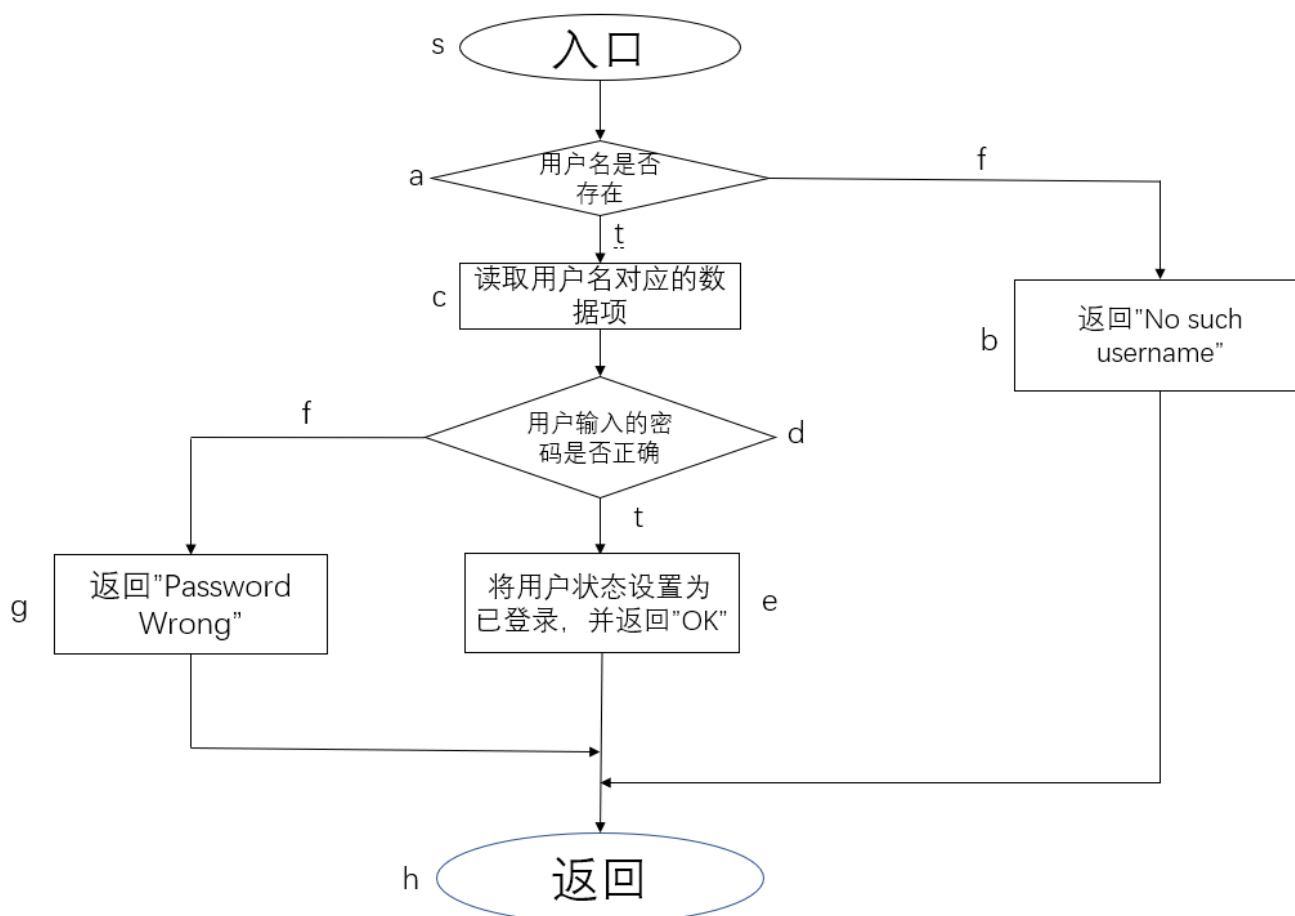 s
入口
a
用户名是否
存在
f
t
c
读取用户名对应的数
据项
b
返回”No such
username”
f
用户输入的密
码是否正确
d
t
g
返回”Password
Wrong”
将用户状态设置为
已登录，并返回”OK”
e
h
返回